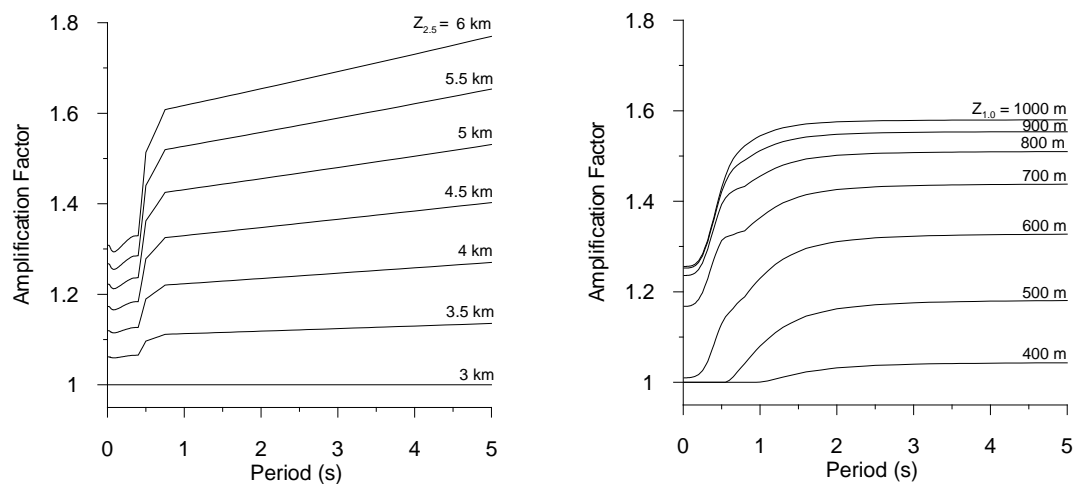 1.8
1.6
1.4
1.2
1
Amplification Factor
Z2.5 = 6 km
5.5 km
5 km
4.5 km
4 km
3.5 km
3 km
0 1 2 3 4 5
Period (s)
1.8
1.6
1.4
1.2
1
Amplification Factor
Z1.0 = 1000 m
900 m
800 m
700 m
600 m
500 m
400 m
0 1 2 3 4 5
Period (s)